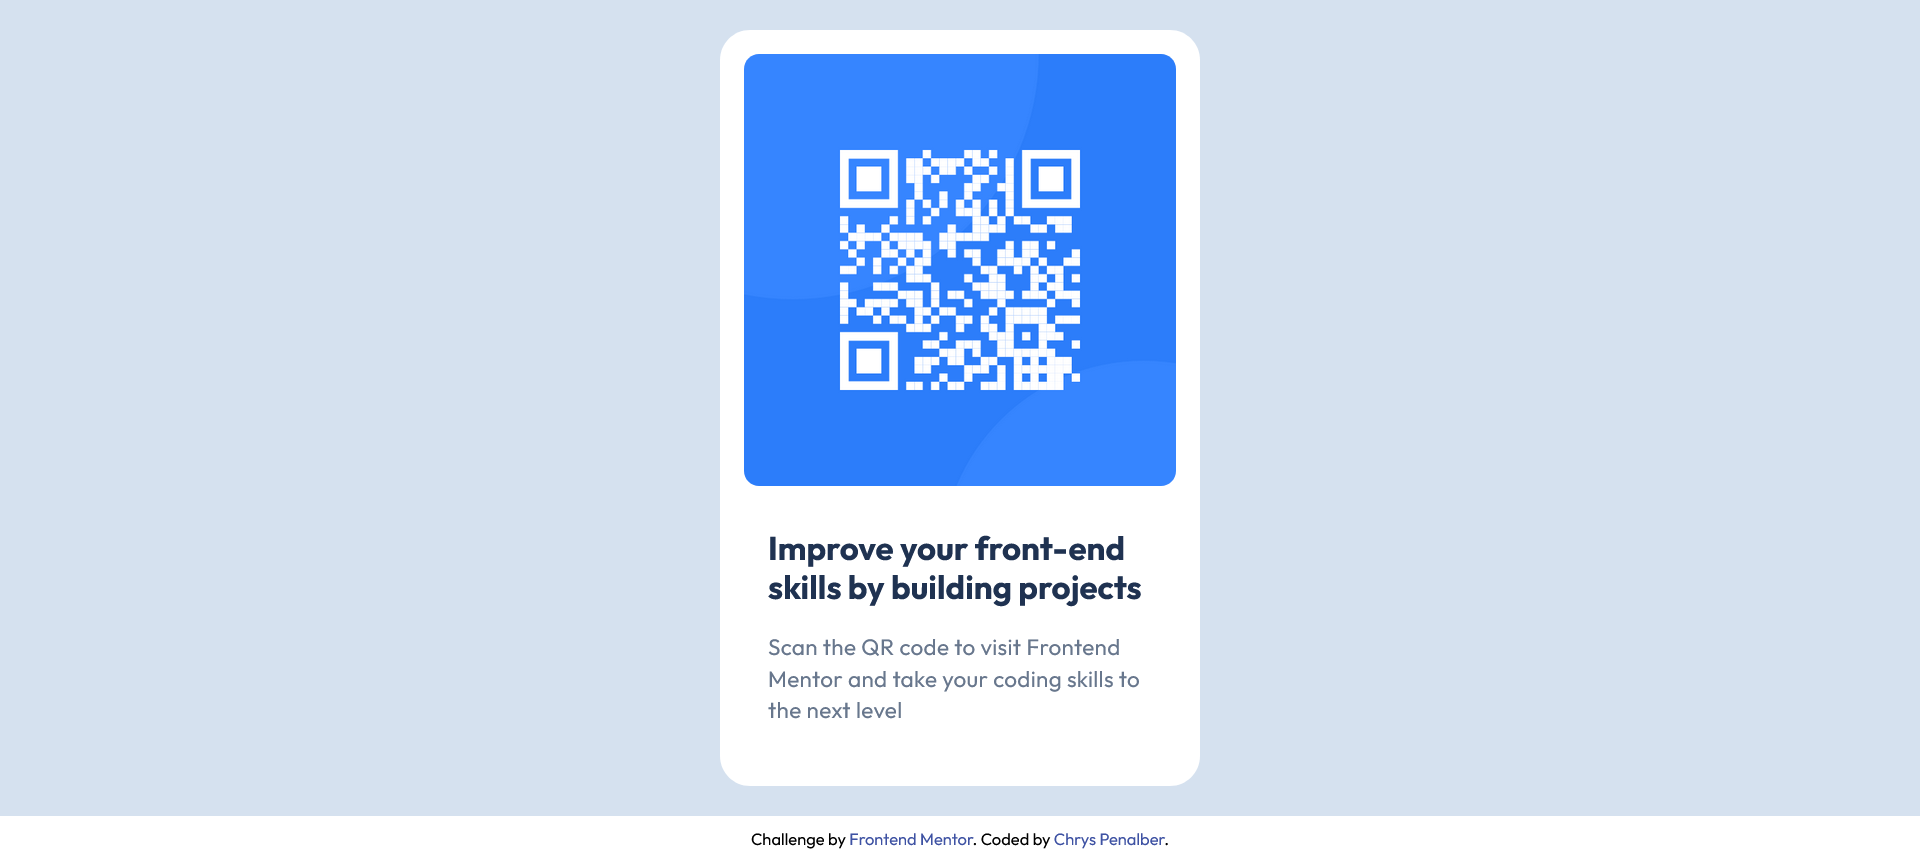 Improve your front-end
skills by building projects
Scan the QR code to visit Frontend
Mentor and take your coding skills to
the next level
Challenge by Frontend Mentor. Coded by Chrys Penalber.